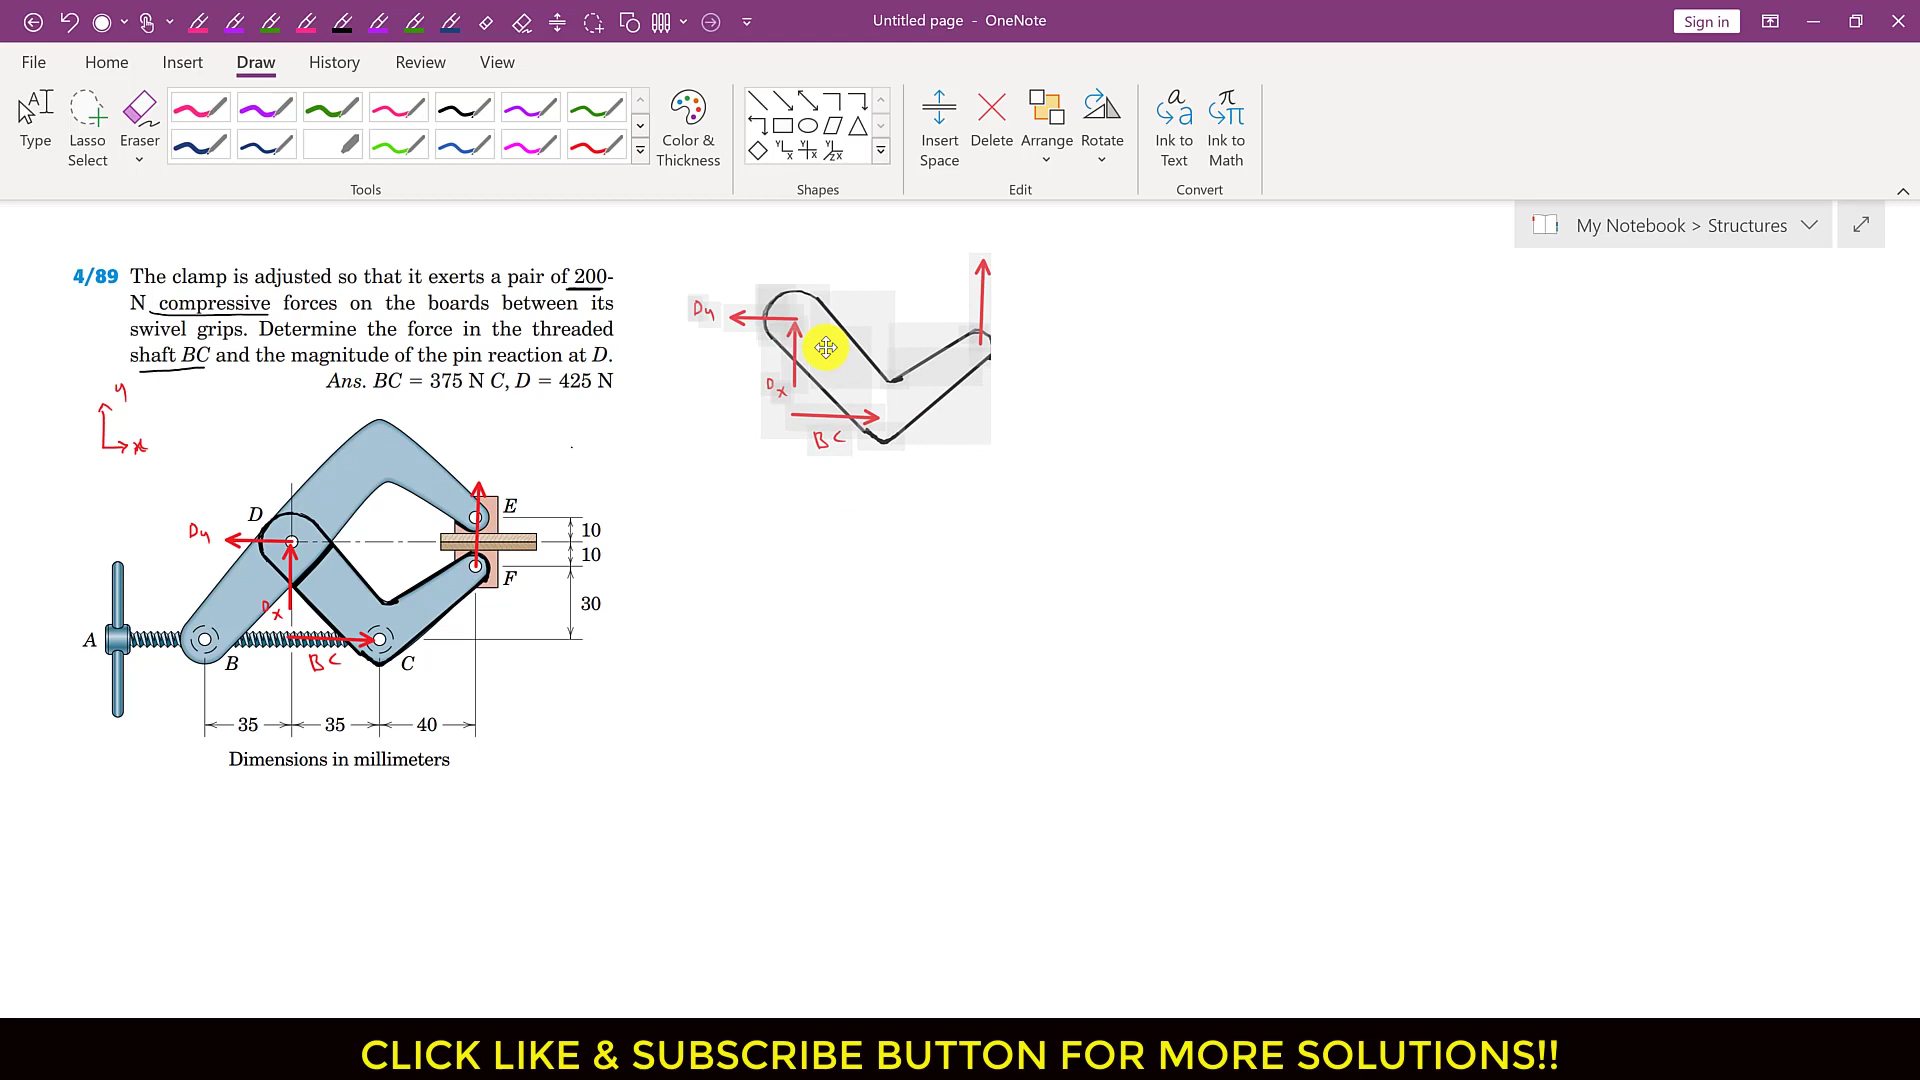 Untitled page - OneNote
Sign in
File Home Insert Draw History Review View
Type
Lasso Select
Eraser
Color & Thickness
Insert Space
Delete
Arrange
Rotate
Ink to Text
Ink to Math
Tools
Shapes
Edit
Convert
My Notebook > Structures
4/89 The clamp is adjusted so that it exerts a pair of 200-
N compressive forces on the boards between its
swivel grips. Determine the force in the threaded
shaft BC and the magnitude of the pin reaction at D.
Ans. BC = 375 N C, D = 425 N
y
x
D
Dy
Dx
E
F
10
10
30
A
B
BC
C
35
35
40
Dimensions in millimeters
Dy
Dx
BC
CLICK LIKE & SUBSCRIBE BUTTON FOR MORE SOLUTIONS!!